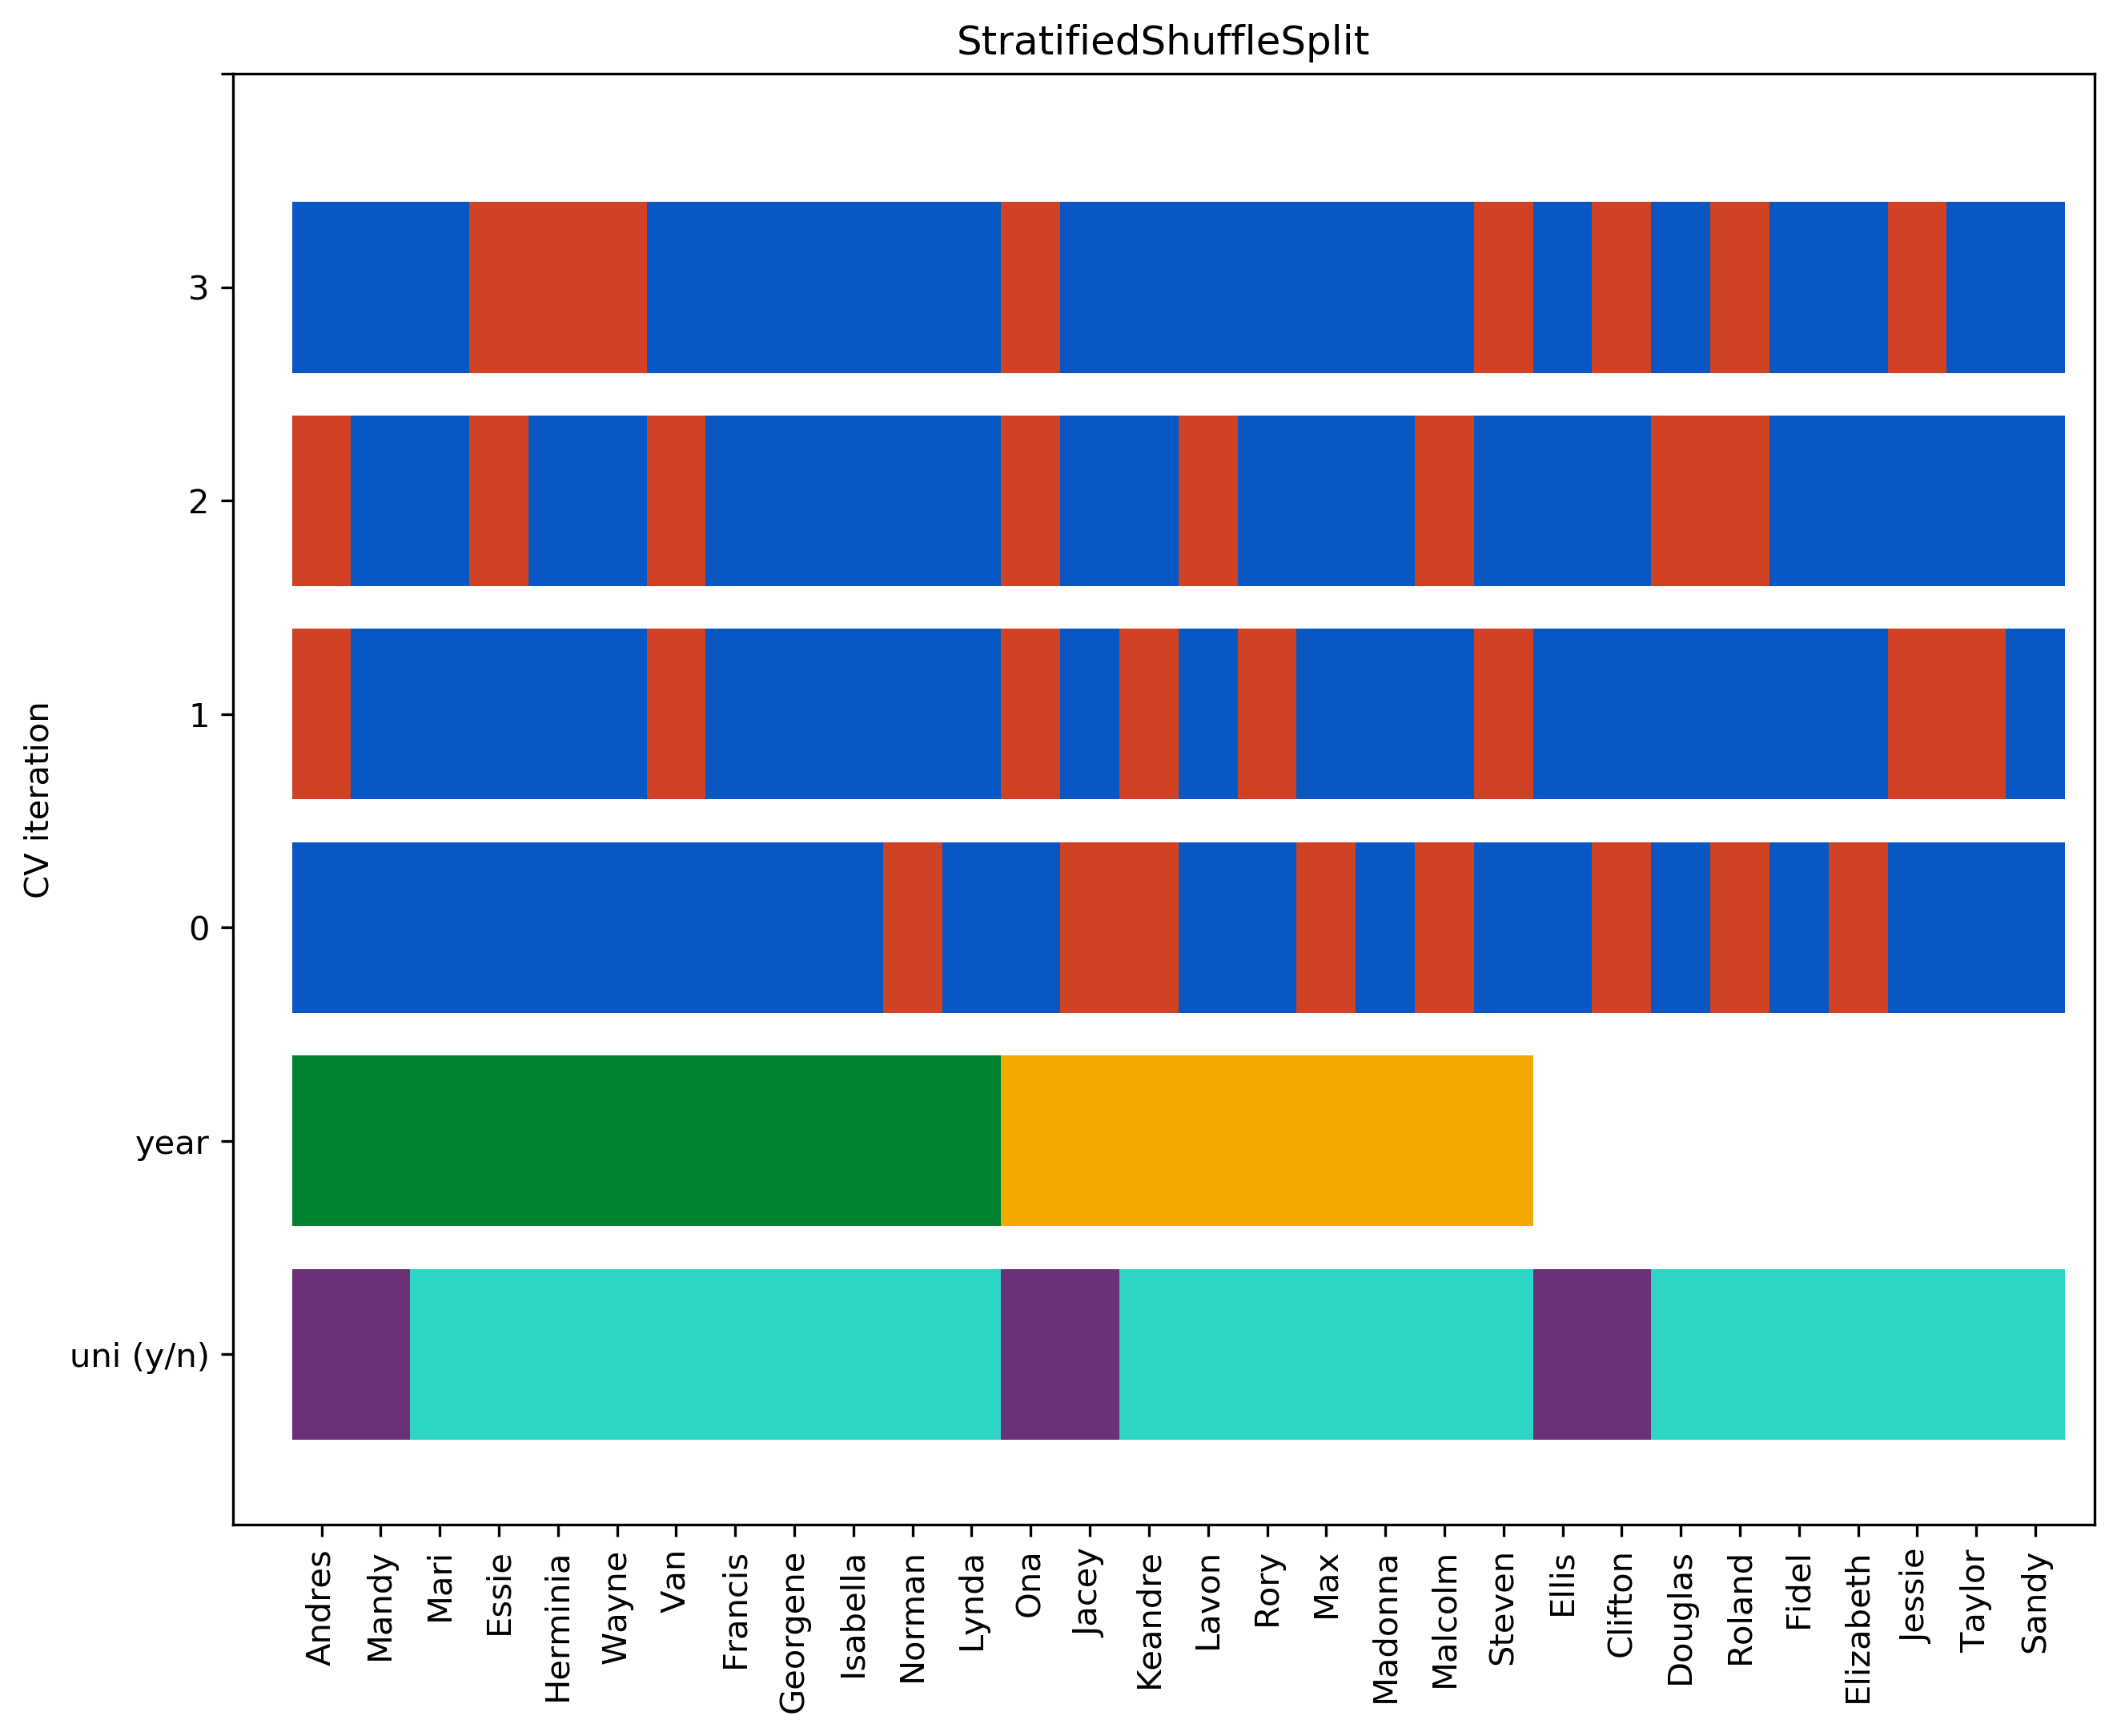 StratifiedShuffleSplit
CV iteration
3
2
1
0
year
uni (y/n)
Andres
Mandy
Mari
Essie
Herminia
Wayne
Van
Francis
Georgene
Isabella
Norman
Lynda
Ona
Jacey
Keandre
Lavon
Rory
Max
Madonna
Malcolm
Steven
Ellis
Clifton
Douglas
Roland
Fidel
Elizabeth
Jessie
Taylor
Sandy